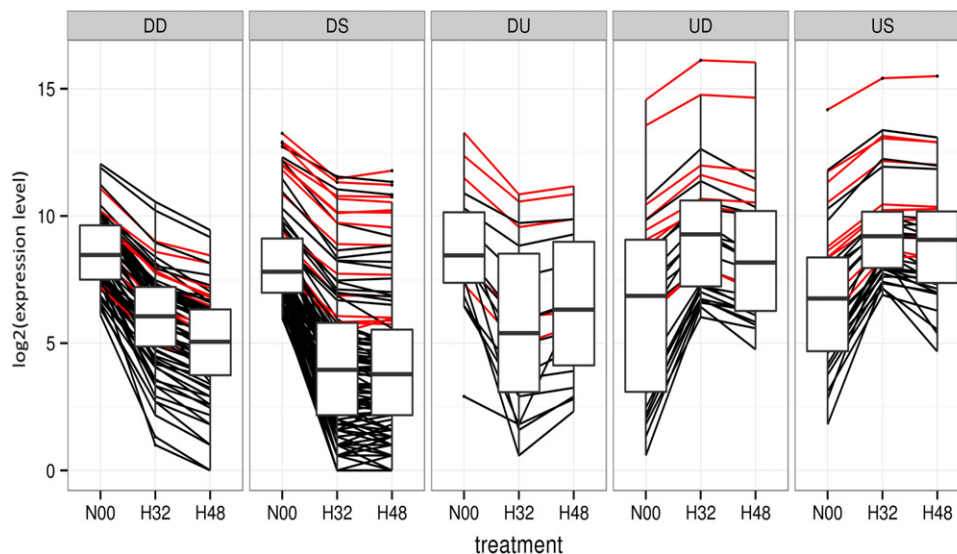 DD DS DU UD US
15
10
5
0
log2(expression level)
N00 H32 H48 N00 H32 H48 N00 H32 H48 N00 H32 H48 N00 H32 H48
treatment